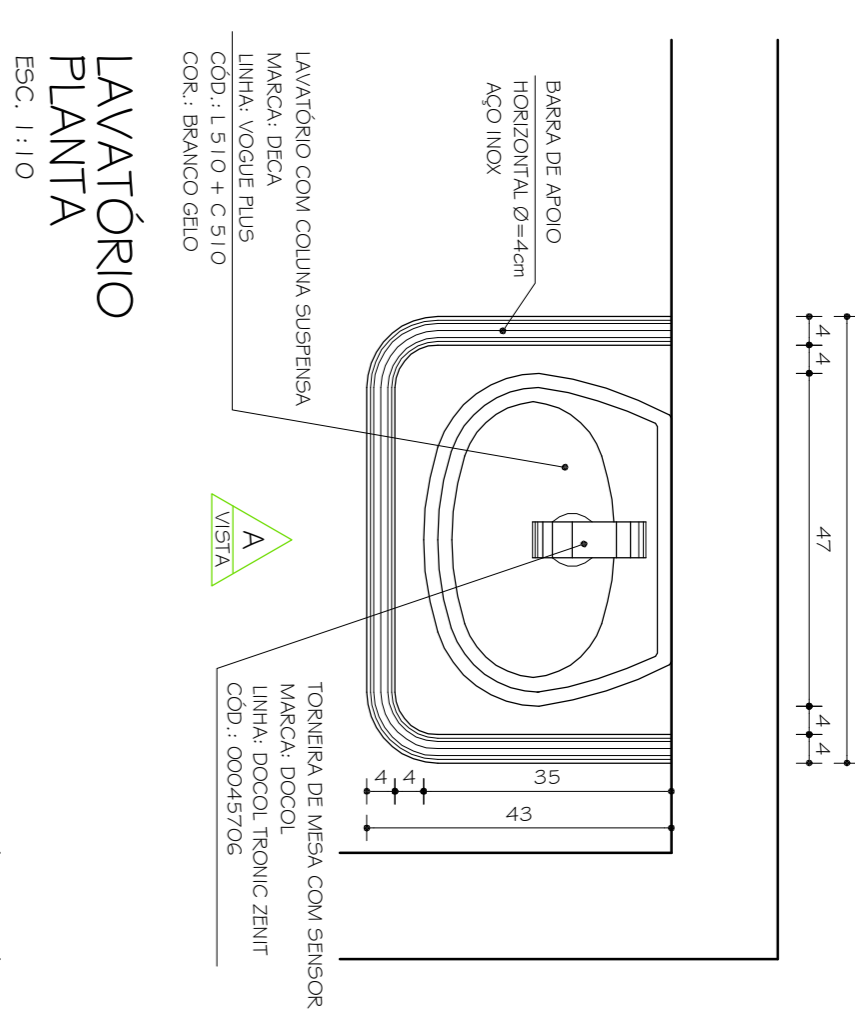 4
4
47
4
4
BARRA DE APOIO
HORIZONTAL Ø=4cm
AÇO INOX
LAVATÓRIO COM COLUNA SUSPENSA
MARCA: DECA
LINHA: VOGUE PLUS
CÓD.: L 510 + C 510
COR.: BRANCO GELO
A
VISTA
TORNEIRA DE MESA COM SENSOR
MARCA: DOCOL
LINHA: DOCOL TRONIC ZENIT
CÓD.: 00045706
4
4
35
43
LAVATÓRIO
PLANTA
ESC. 1:10